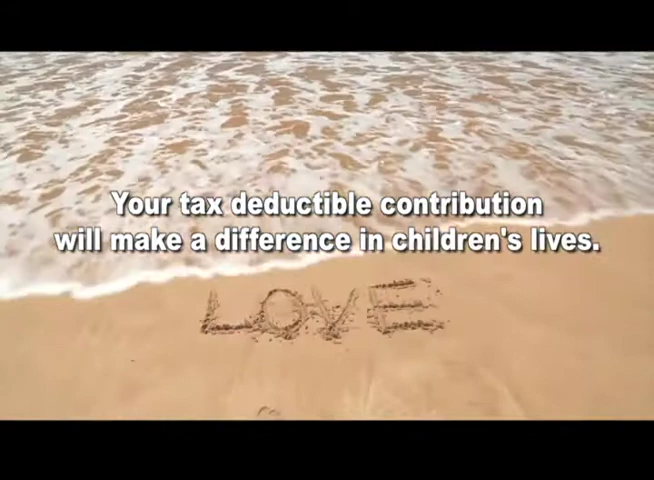 Your tax deductible contribution
will make a difference in children's lives.
LOVE